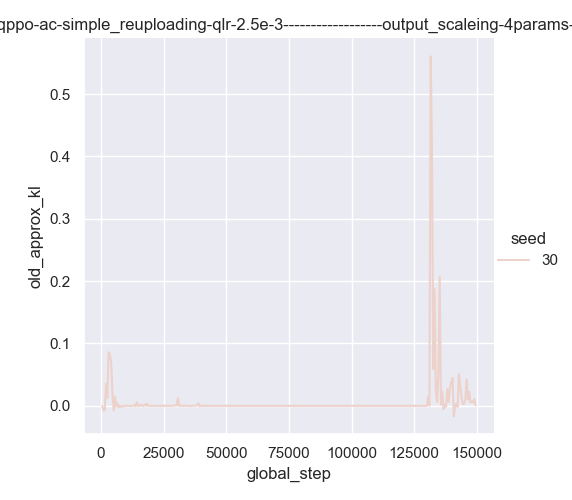 qppo-ac-simple_reuploading-qlr-2.5e-3------------------output_scaleing-4params-
0.5
0.4
0.3
0.2
0.1
0.0
old_approx_kl
seed
30
0 25000 50000 75000 100000 125000 150000
global_step